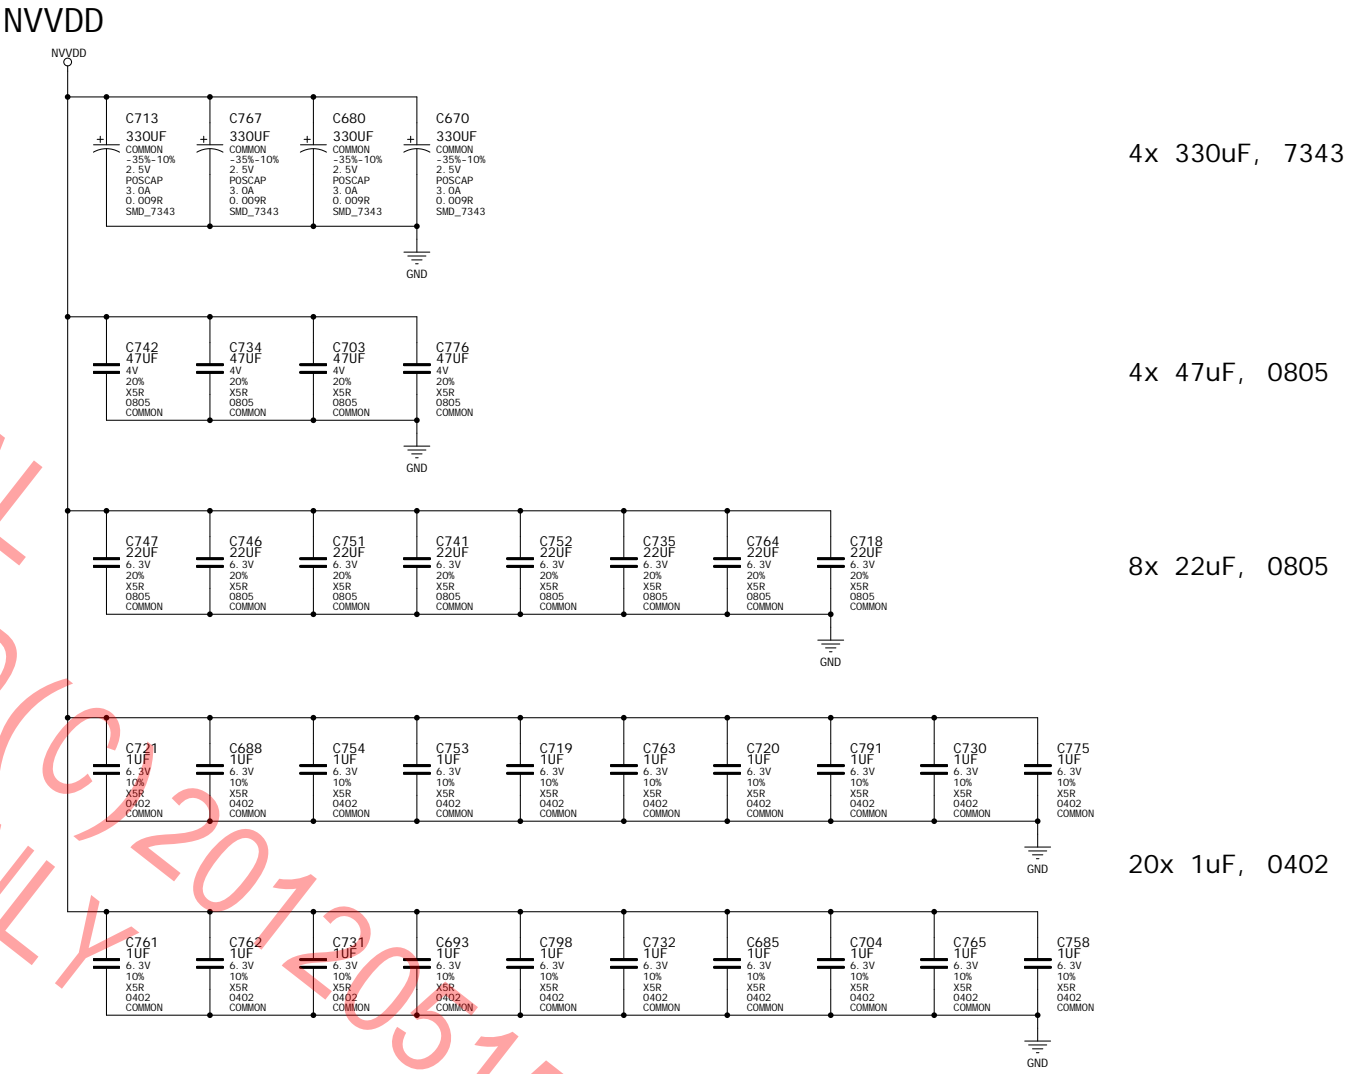 NVVDD
NVVDD
C713 C767 C680 C670
330UF 330UF 330UF 330UF
COMMON COMMON COMMON COMMON
-35%-10% -35%-10% -35%-10% -35%-10%
2.5V 2.5V 2.5V 2.5V
POSCAP POSCAP POSCAP POSCAP
3.0A 3.0A 3.0A 3.0A
0.009R 0.009R 0.009R 0.009R
SMD_7343 SMD_7343 SMD_7343 SMD_7343
4x 330uF, 7343
GND
C742 C734 C703 C776
47UF 47UF 47UF 47UF
4V 4V 4V 4V
20% 20% 20% 20%
X5R X5R X5R X5R
0805 0805 0805 0805
COMMON COMMON COMMON COMMON
4x 47uF, 0805
GND
C747 C746 C751 C741 C752 C735 C764 C718
22UF 22UF 22UF 22UF 22UF 22UF 22UF 22UF
6.3V 6.3V 6.3V 6.3V 6.3V 6.3V 6.3V 6.3V
20% 20% 20% 20% 20% 20% 20% 20%
X5R X5R X5R X5R X5R X5R X5R X5R
0805 0805 0805 0805 0805 0805 0805 0805
COMMON COMMON COMMON COMMON COMMON COMMON COMMON COMMON
8x 22uF, 0805
GND
C721 C688 C754 C753 C719 C763 C720 C791 C730 C775
1UF 1UF 1UF 1UF 1UF 1UF 1UF 1UF 1UF 1UF
6.3V 6.3V 6.3V 6.3V 6.3V 6.3V 6.3V 6.3V 6.3V 6.3V
10% 10% 10% 10% 10% 10% 10% 10% 10% 10%
X5R X5R X5R X5R X5R X5R X5R X5R X5R X5R
0402 0402 0402 0402 0402 0402 0402 0402 0402 0402
COMMON COMMON COMMON COMMON COMMON COMMON COMMON COMMON COMMON COMMON
GND
20x 1uF, 0402
C761 C762 C731 C693 C798 C732 C685 C704 C765 C758
1UF 1UF 1UF 1UF 1UF 1UF 1UF 1UF 1UF 1UF
6.3V 6.3V 6.3V 6.3V 6.3V 6.3V 6.3V 6.3V 6.3V 6.3V
10% 10% 10% 10% 10% 10% 10% 10% 10% 10%
X5R X5R X5R X5R X5R X5R X5R X5R X5R X5R
0402 0402 0402 0402 0402 0402 0402 0402 0402 0402
COMMON COMMON COMMON COMMON COMMON COMMON COMMON COMMON COMMON COMMON
GND
(C)2012051